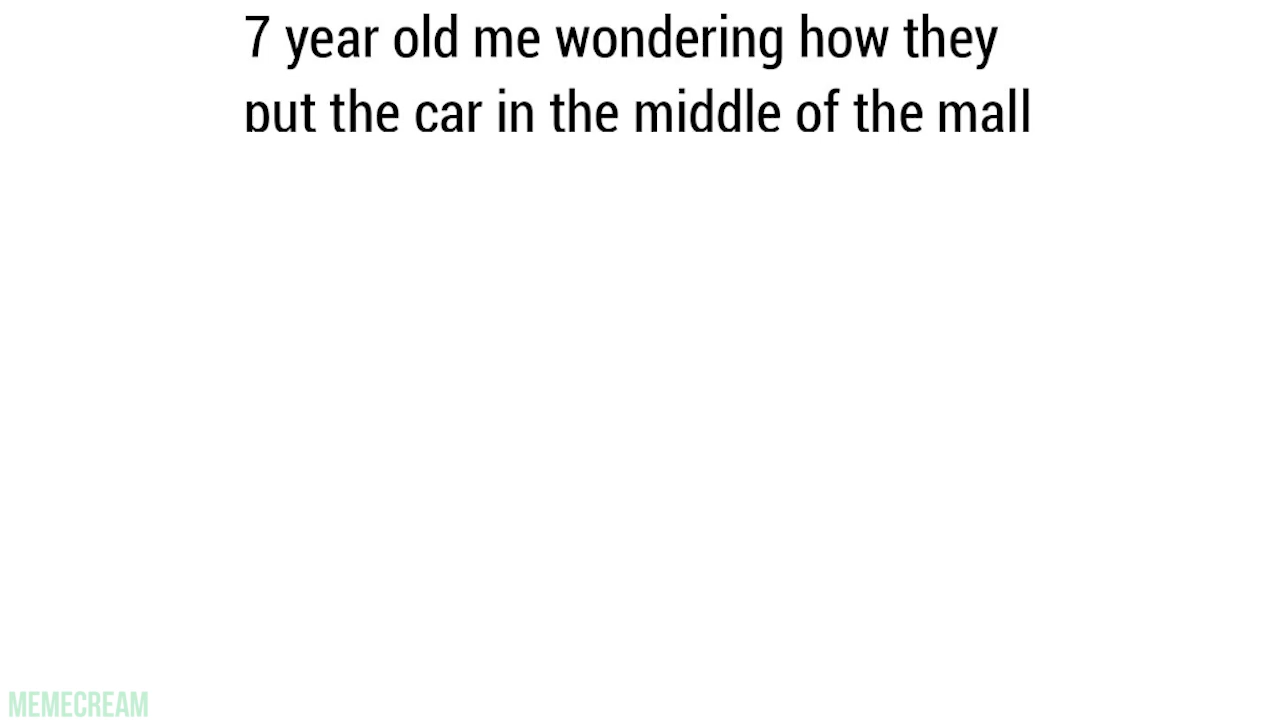 7 year old me wondering how they
put the car in the middle of the mall
MEMECREAM